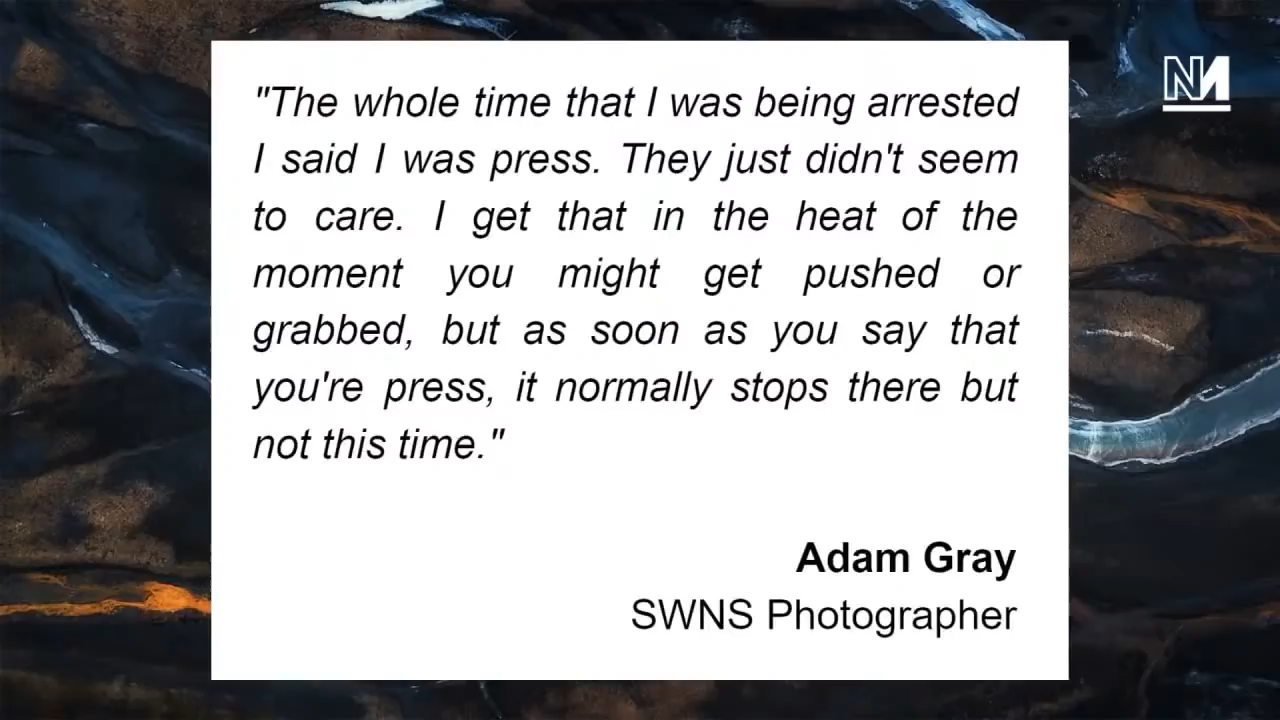 NM
"The whole time that I was being arrested
I said I was press. They just didn't seem
to care. I get that in the heat of the
moment you might get pushed or
grabbed, but as soon as you say that
you're press, it normally stops there but
not this time."
Adam Gray
SWNS Photographer